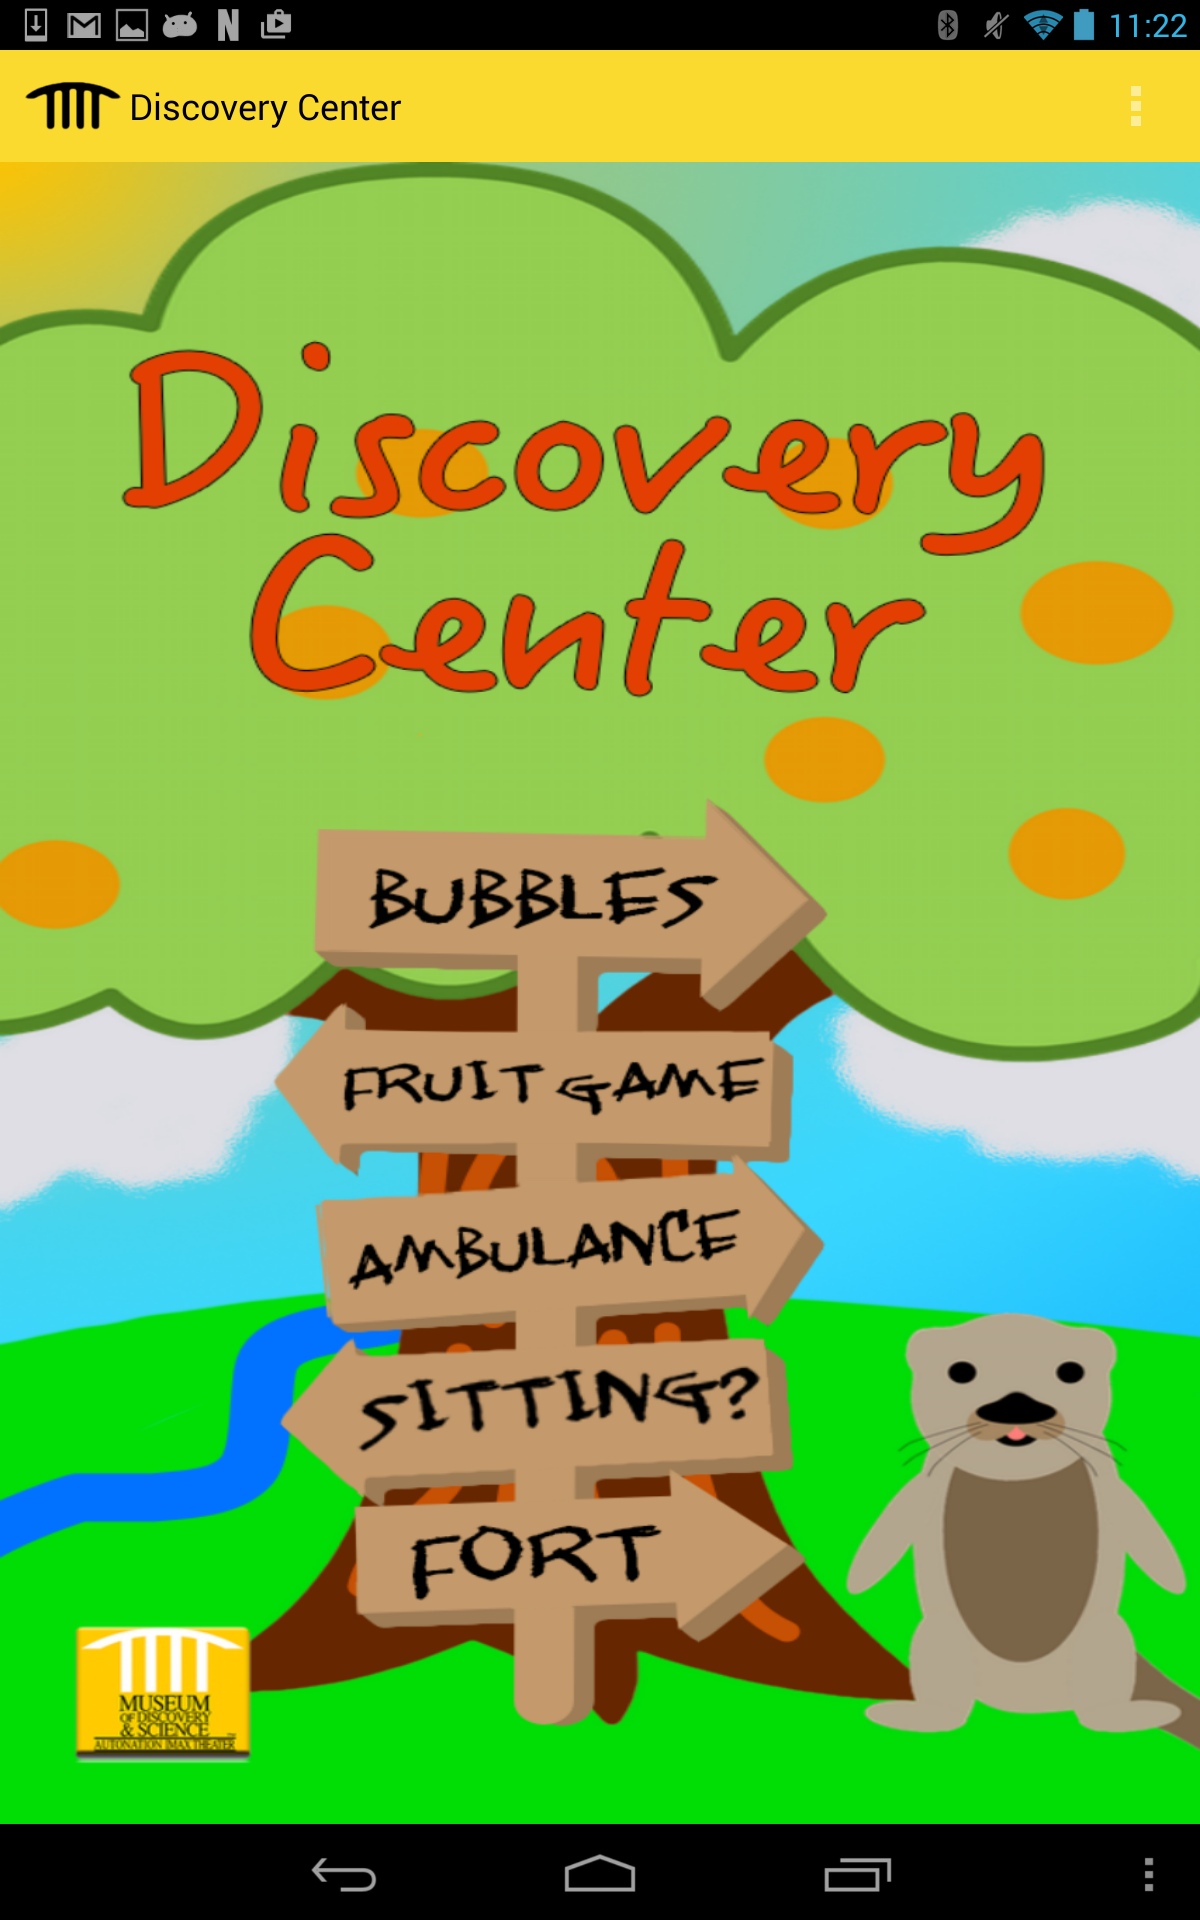 11:22
Discovery Center
Discovery
Center
BUBBLES
FRUIT GAME
AMBULANCE
SITTING?
FORT
MUSEUM
OF DISCOVERY
& SCIENCE
AUTONATION IMAX THEATER